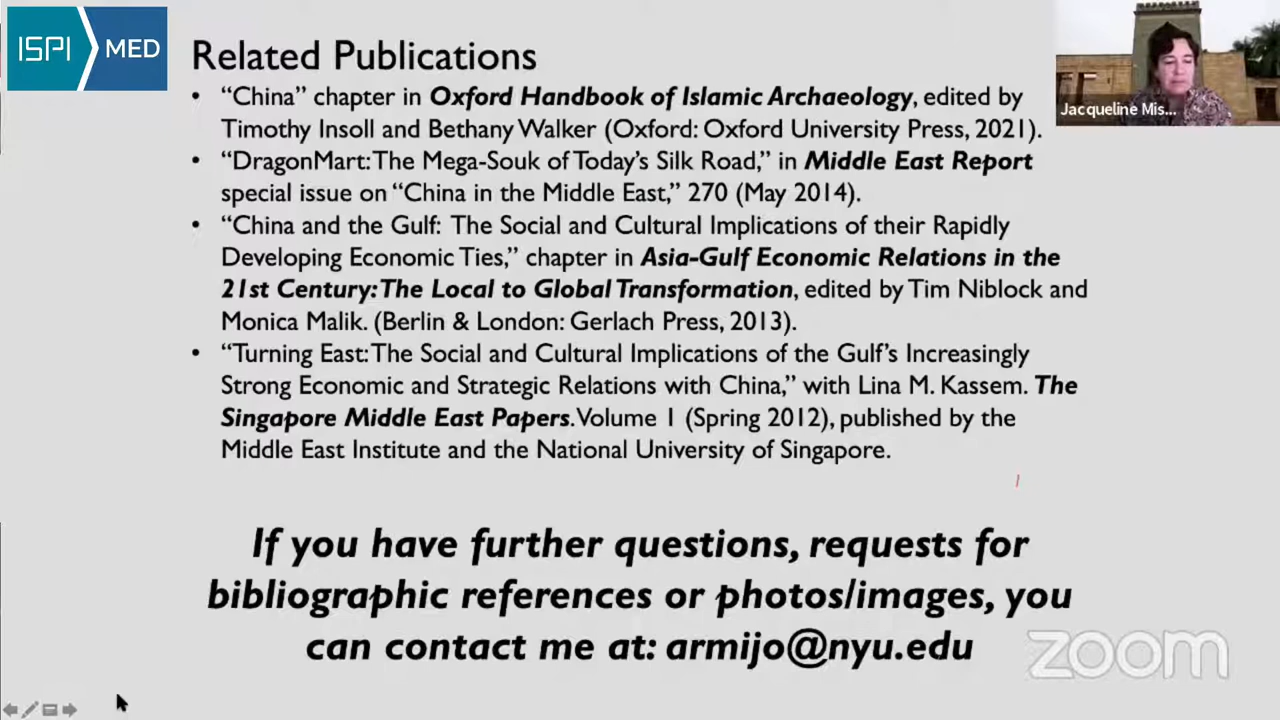 ISPI MED
Related Publications
• “China” chapter in Oxford Handbook of Islamic Archaeology, edited by
Timothy Insoll and Bethany Walker (Oxford: Oxford University Press, 2021).
• “DragonMart: The Mega-Souk of Today’s Silk Road,” in Middle East Report
special issue on “China in the Middle East,” 270 (May 2014).
• “China and the Gulf: The Social and Cultural Implications of their Rapidly
Developing Economic Ties,” chapter in Asia-Gulf Economic Relations in the
21st Century: The Local to Global Transformation, edited by Tim Niblock and
Monica Malik. (Berlin & London: Gerlach Press, 2013).
• “Turning East: The Social and Cultural Implications of the Gulf’s Increasingly
Strong Economic and Strategic Relations with China,” with Lina M. Kassem. The
Singapore Middle East Papers. Volume 1 (Spring 2012), published by the
Middle East Institute and the National University of Singapore.
If you have further questions, requests for
bibliographic references or photos/images, you
can contact me at: armijo@nyu.edu
Jacqueline Mis...
zoom